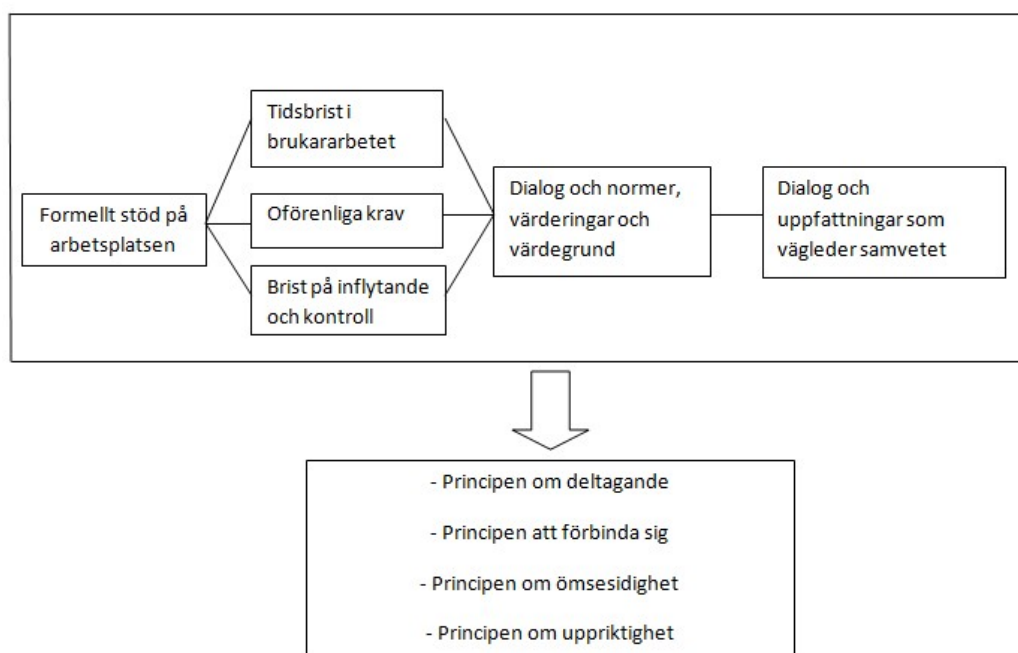 Formellt stöd på
arbetsplatsen
Tidsbrist i
brukararbetet
Oförenliga krav
Brist på inflytande
och kontroll
Dialog och normer,
värderingar och
värdegrund
Dialog och
uppfattningar som
vägleder samvetet
- Principen om deltagande
- Principen att förbinda sig
- Principen om ömsesidighet
- Principen om uppriktighet